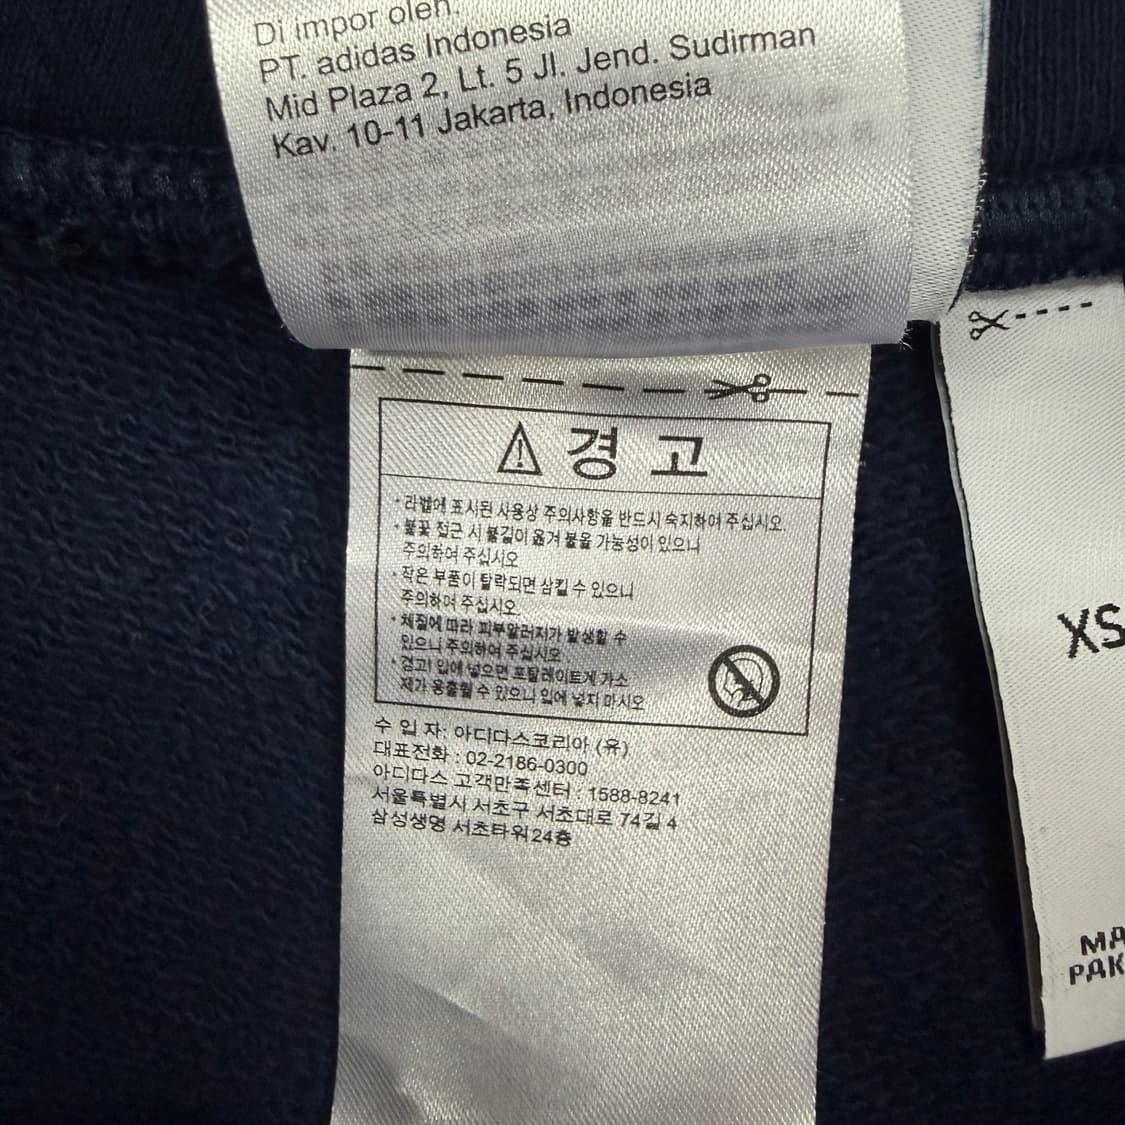 Di impor oleh:
PT. adidas Indonesia
Mid Plaza 2, Lt. 5 Jl. Jend. Sudirman
Kav. 10-11 Jakarta, Indonesia
경 고
• 라벨에 표시된 사용상 주의사항을 반드시 숙지하여 주십시오.
• 불꽃 접근 시 불길이 옮겨 붙을 가능성이 있으니
주의하여 주십시오
• 작은 부품이 탈락되면 삼킬 수 있으니
주의하여 주십시오.
• 체질에 따라 피부알러지가 발생할 수
있으니 주의하여 주십시오
• 경고! 입에 넣으면 프탈레이트계 가소
제가 용출될 수 있으니 입에 넣지 마시오
수 입 자: 아디다스코리아 (유)
대표전화 : 02-2186-0300
아디다스 고객만족센터 : 1588-8241
서울특별시 서초구 서초대로 74길 4
삼성생명 서초타워24층
XS
MA
PAK